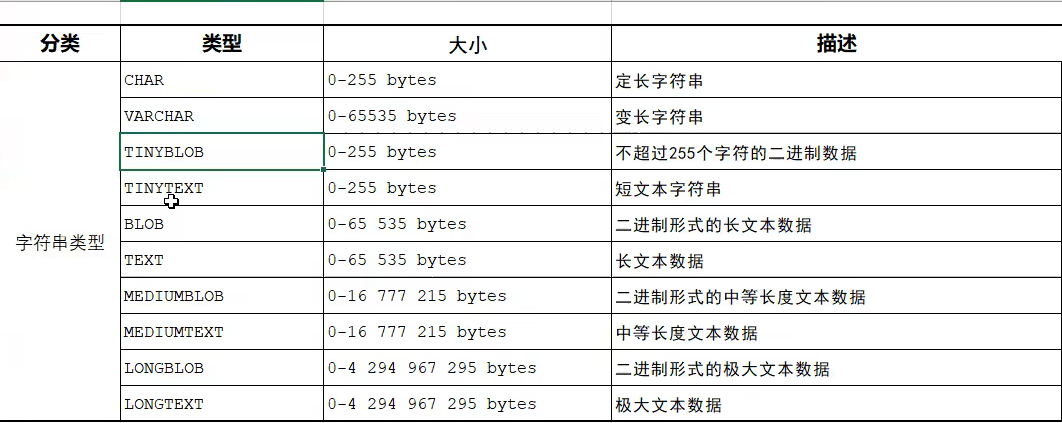 分类 类型 大小 描述
CHAR 0-255 bytes 定长字符串
VARCHAR 0-65535 bytes 变长字符串
TINYBLOB 0-255 bytes 不超过255个字符的二进制数据
TINYTEXT 0-255 bytes 短文本字符串
字符串类型 BLOB 0-65 535 bytes 二进制形式的长文本数据
TEXT 0-65 535 bytes 长文本数据
MEDIUMBLOB 0-16 777 215 bytes 二进制形式的中等长度文本数据
MEDIUMTEXT 0-16 777 215 bytes 中等长度文本数据
LONGBLOB 0-4 294 967 295 bytes 二进制形式的极大文本数据
LONGTEXT 0-4 294 967 295 bytes 极大文本数据